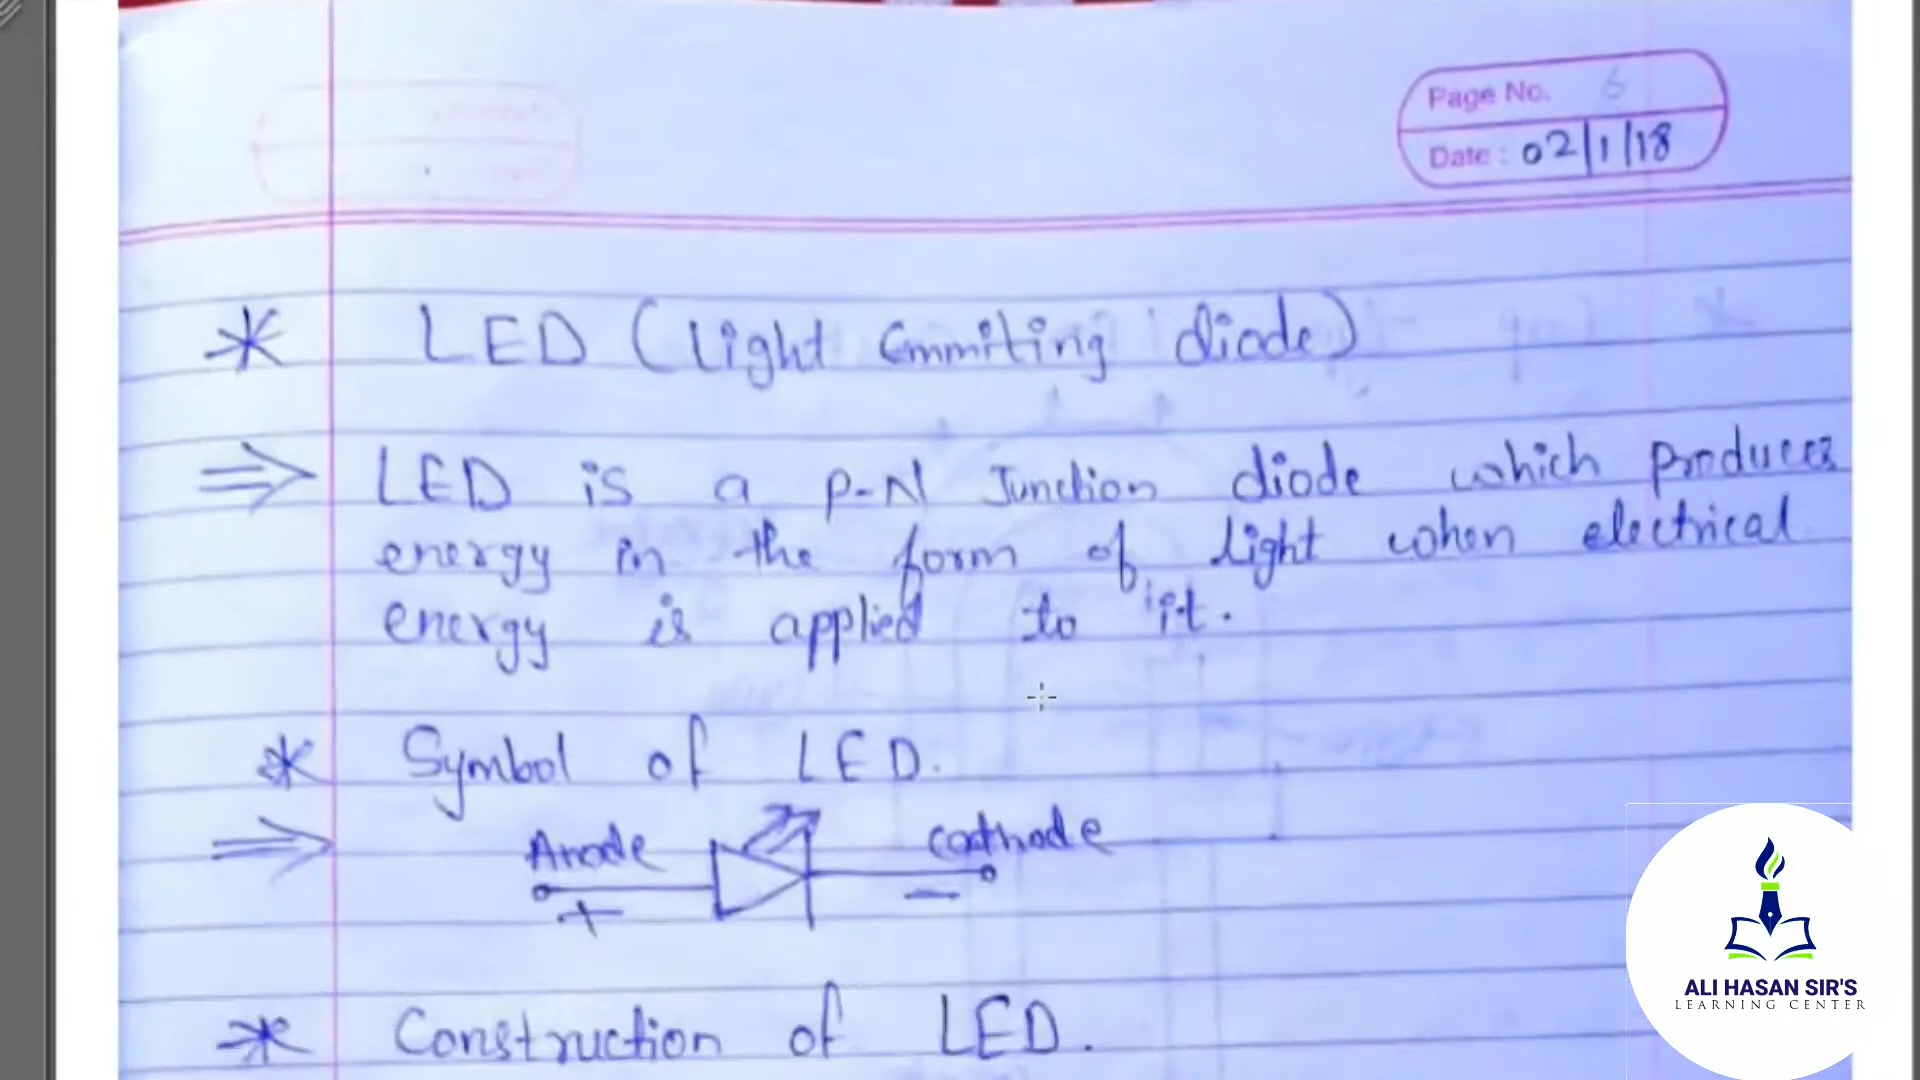 Page No. 6
Date : 02/1/18
* LED (Light Emmiting diode)
⇒ LED is a P-N Junction diode which produces
energy in the form of light when electrical
energy is applied to it.
* Symbol of LED.
⇒ Anode Cathode
+ −
* Construction of LED.
ALI HASAN SIR'S
LEARNING CENTER